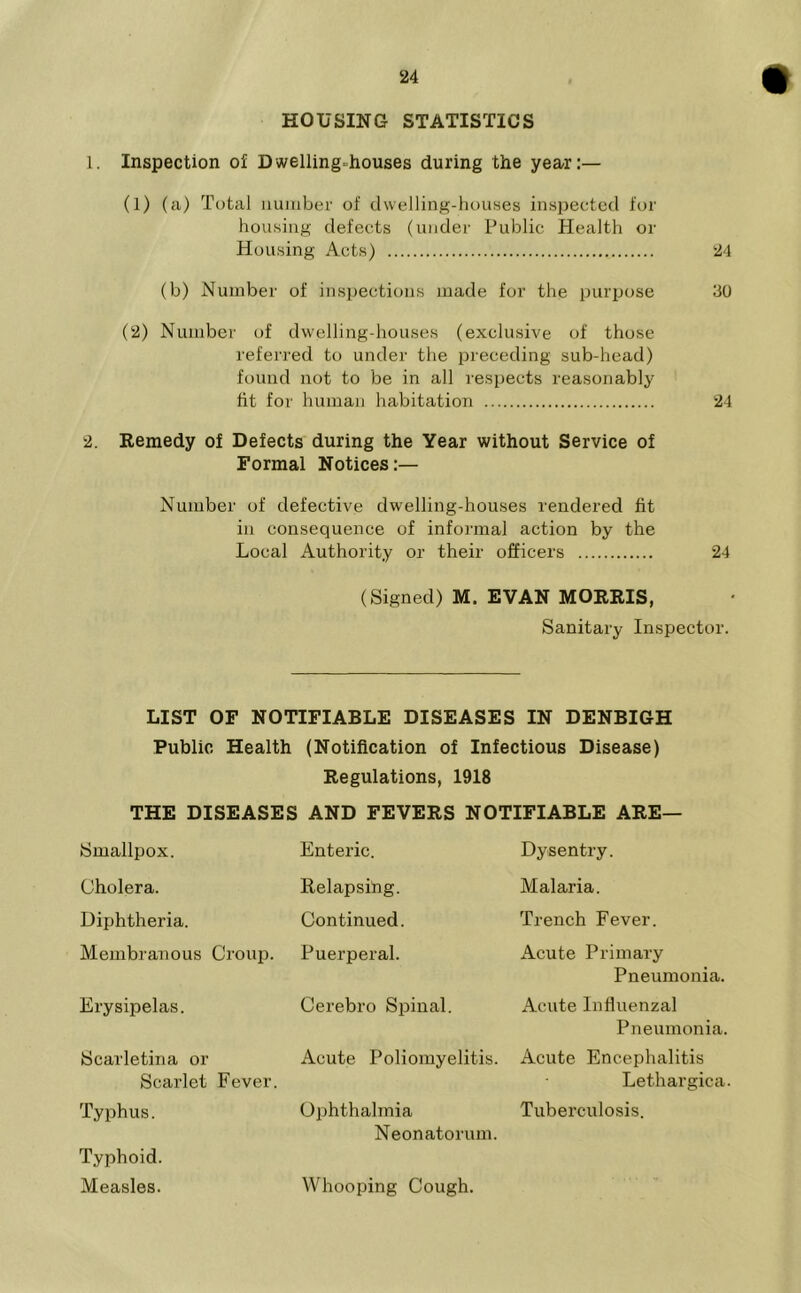 24
HOUSING STATISTICS
1. Inspection of Dwelling-houses during the year:—
(1) (a) Total number of dwelling-houses inspected for
housing defects (under Public Health or
Housing Acts) ................................................ 24
(b) Number of inspections made for the purpose 30
(2) Number of dwelling-houses (exclusive of those
referred to under the preceding sub-head)
found not to be in all respects reasonably
fit for human habitation .............................. 24
2. Remedy of Defects during the Year without Service of
Formal Notices:—
Number of defective dwelling-houses rendered fit
in consequence of informal action by the
Local Authority or their officers ............ 24
(Signed) M. EVAN MORRIS,
Sanitary Inspector.
LIST OF NOTIFIABLE DISEASES IN DENBIGH
Public Health (Notification of Infectious Disease)
Regulations, 1918
THE DISEASES AND FEVERS NOTIFIABLE ARE—
Smallpox. Enteric. Dysentry.
Cholera. Relapsing. Malaria.
Diphtheria. Continued. Trench Fever.
Membranous Croup. Puerperal. Acute Primary
Pneumonia.
Erysipelas. Cerebro Spinal. Acute Influenzal
Pneumonia.
Scarletina or Acute Poliomyelitis. Acute Encephalitis
Scarlet Fever. Lethargica.
Typhus. Ophthalmia Tuberculosis.
Neonatorum.
Typhoid.
Measles. Whooping Cough.